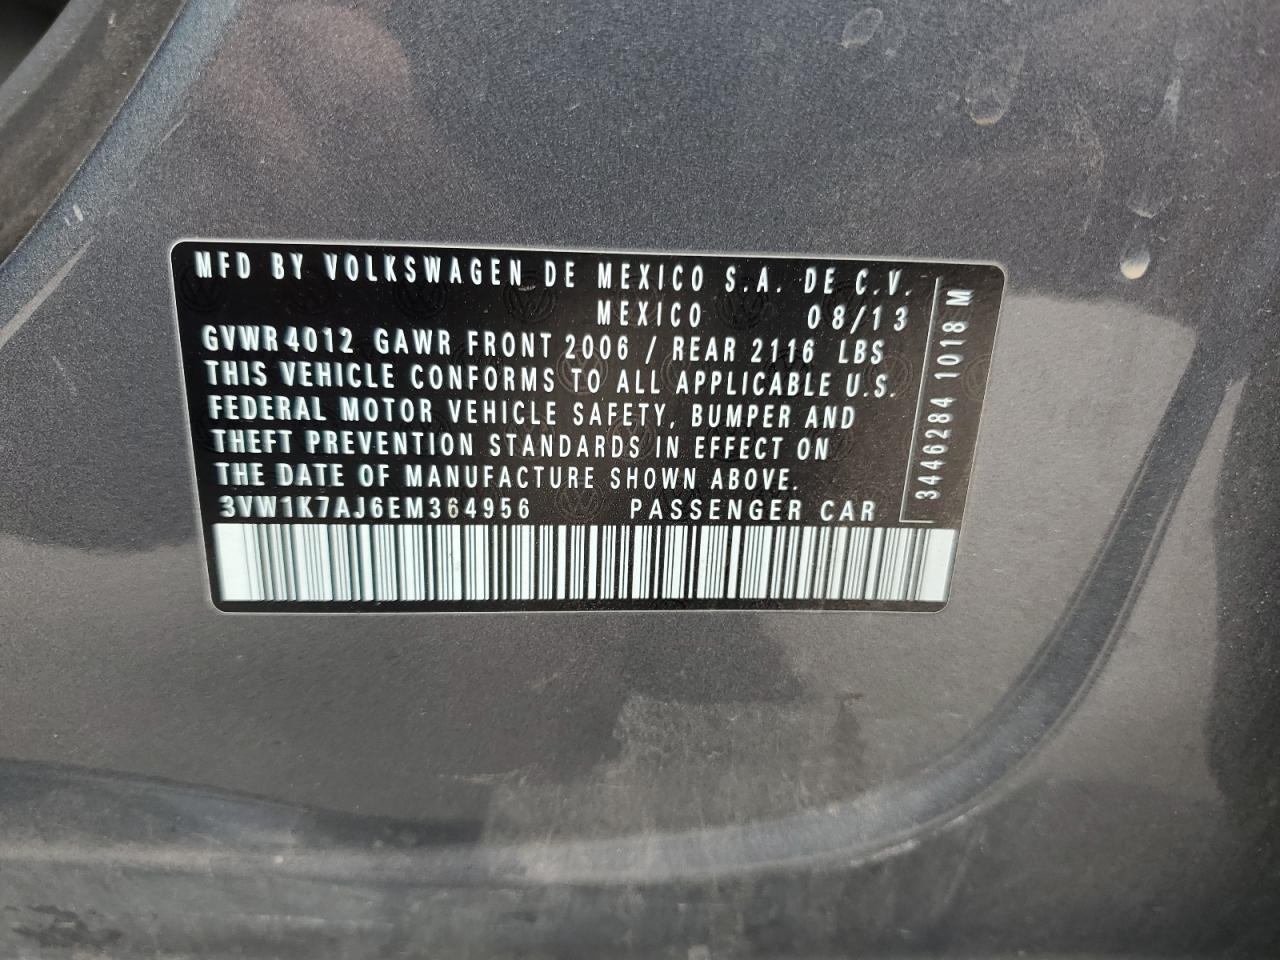 MFD BY VOLKSWAGEN DE MEXICO S.A. DE C.V.
MEXICO 08/13
GVWR 4012 GAWR FRONT 2006 / REAR 2116 LBS
THIS VEHICLE CONFORMS TO ALL APPLICABLE U.S.
FEDERAL MOTOR VEHICLE SAFETY, BUMPER AND
THEFT PREVENTION STANDARDS IN EFFECT ON
THE DATE OF MANUFACTURE SHOWN ABOVE.
3VW1K7AJ6EM364956 PASSENGER CAR
3446284 1018 M